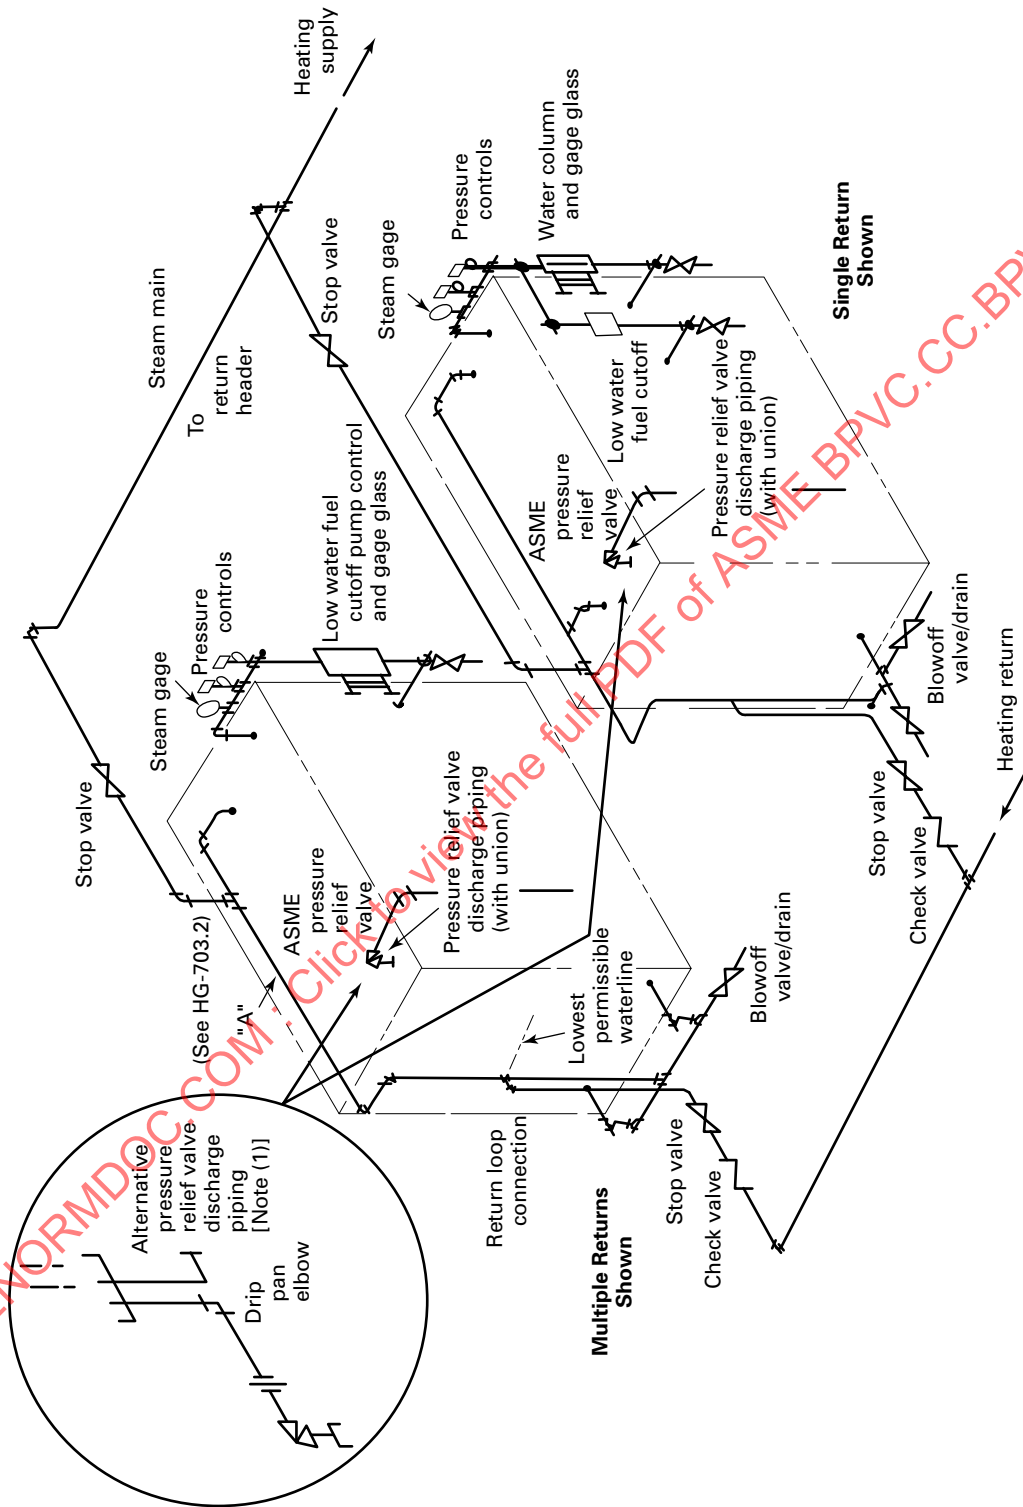 Heating
supply
Steam main
To
return
header
Stop valve
Steam gage
Pressure
controls
Water column
and gage glass
Single Return
Shown
Low water
fuel cutoff
ASME
pressure
relief
valve
Pressure relief valve
discharge piping
(with union)
Blowoff
valve/drain
Heating return
Stop valve
Check valve
Pressure
controls
Steam gage
Low water fuel
cutoff pump control
and gage glass
Stop valve
(See HG-703.2)
"A"
ASME
pressure
relief
valve
Pressure relief valve
discharge piping
(with union)
Lowest
permissible
waterline
Blowoff
valve/drain
Return loop
connection
Multiple Returns
Shown
Stop valve
Check valve
Alternative
pressure
relief valve
discharge
piping
[Note (1)]
Drip
pan
elbow
NORMDOC.COM : Click to view the full PDF of ASME BPVC.CC.BPV